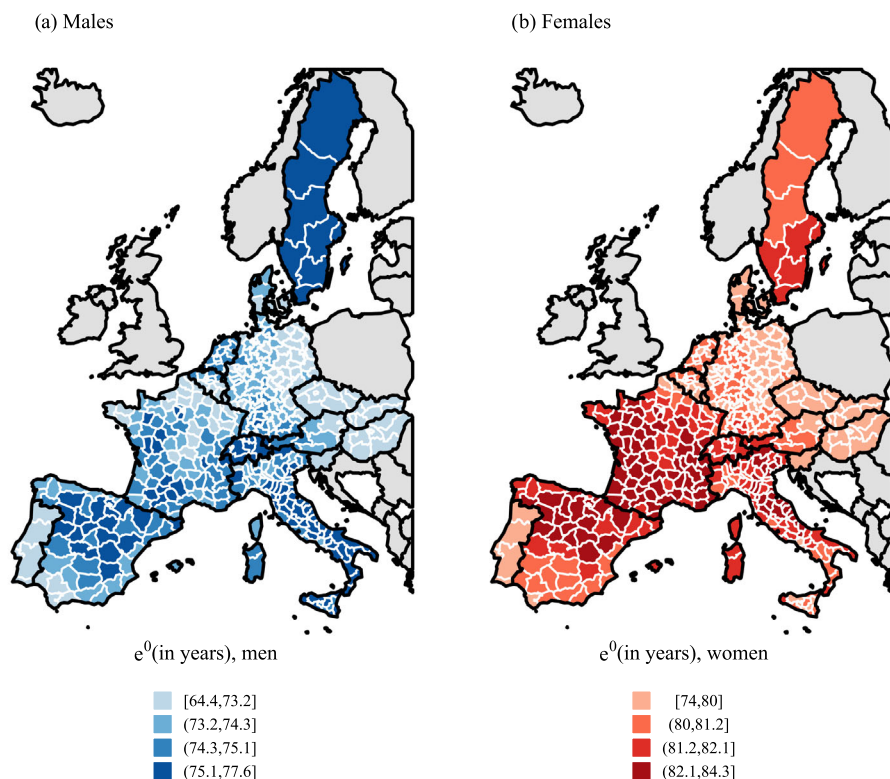 (a) Males
(b) Females
e⁰(in years), men
e⁰(in years), women
[64.4,73.2]
(73.2,74.3]
(74.3,75.1]
(75.1,77.6]
[74,80]
(80,81.2]
(81.2,82.1]
(82.1,84.3]